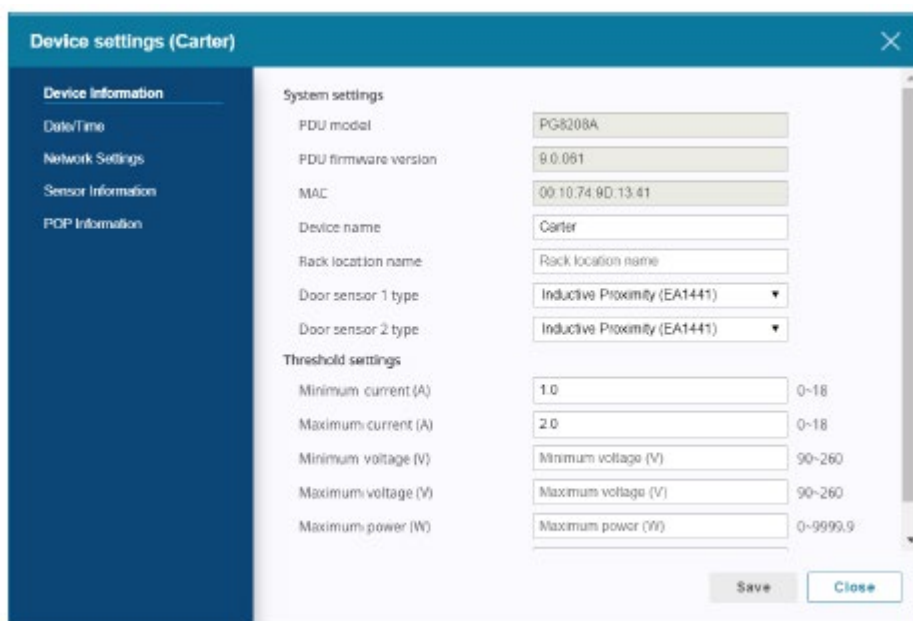 Device settings (Carter)
Device Information
Date/Time
Network Settings
Sensor Information
POP Information
System settings
PDU model PG8208A
PDU firmware version 9.0.061
MAC 00:10:74:9D:13:41
Device name Carter
Rack location name Rack location name
Door sensor 1 type Inductive Proximity (EA1441)
Door sensor 2 type Inductive Proximity (EA1441)
Threshold settings
Minimum current (A) 1.0 0~18
Maximum current (A) 2.0 0~18
Minimum voltage (V) Minimum voltage (V) 90~260
Maximum voltage (V) Maximum voltage (V) 90~260
Maximum power (W) Maximum power (W) 0~9999.9
Save Close